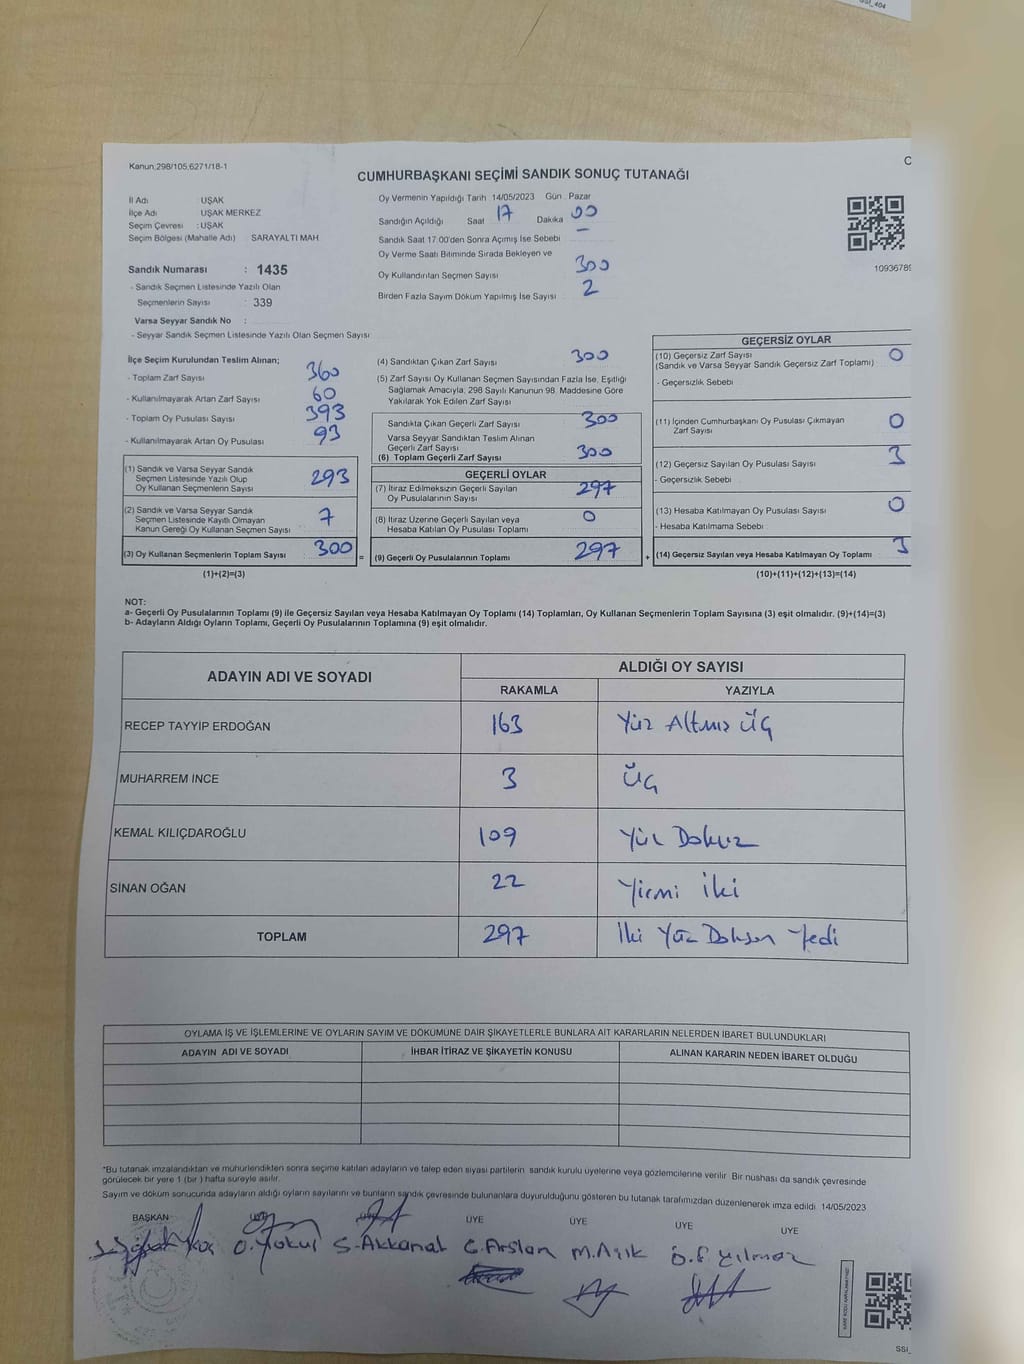 SSI_404
Kanun,298/105,6271/18-1
CUMHURBAŞKANI SEÇİMİ SANDIK SONUÇ TUTANAĞI
İl Adı UŞAK
İlçe Adı UŞAK MERKEZ
Seçim Çevresi : UŞAK
Seçim Bölgesi (Mahalle Adı) SARAYALTI MAH
Sandık Numarası : 1435
- Sandık Seçmen Listesinde Yazılı Olan
Seçmenlerin Sayısı : 339
Varsa Seyyar Sandık No :
- Seyyar Sandık Seçmen Listesinde Yazılı Olan Seçmen Sayısı
Oy Vermenin Yapıldığı Tarih 14/05/2023 Gün Pazar
Sandığın Açıldığı Saat 17 Dakika 00
Sandık Saat 17:00'den Sonra Açımış İse Sebebi –
Oy Verme Saati Bitiminde Sırada Bekleyen ve
Oy Kullandırılan Seçmen Sayısı 300
Birden Fazla Sayım Döküm Yapılmış İse Sayısı 2
1093678
İlçe Seçim Kurulundan Teslim Alınan;
- Toplam Zarf Sayısı 360
- Kullanılmayarak Artan Zarf Sayısı 60
- Toplam Oy Pusulası Sayısı 393
- Kullanılmayarak Artan Oy Pusulası 93
(1) Sandık ve Varsa Seyyar Sandık
Seçmen Listesinde Yazılı Olup
Oy Kullanan Seçmenlerin Sayısı 293
(2) Sandık ve Varsa Seyyar Sandık
Seçmen Listesinde Kayıtlı Olmayan
Kanun Gereği Oy Kullanan Seçmen Sayısı 7
(3) Oy Kullanan Seçmenlerin Toplam Sayısı 300 =
(1)+(2)=(3)
(4) Sandıktan Çıkan Zarf Sayısı 300
(5) Zarf Sayısı Oy Kullanan Seçmen Sayısından Fazla İse, Eşitliği
Sağlamak Amacıyla, 298 Sayılı Kanunun 98. Maddesine Göre
Yakılarak Yok Edilen Zarf Sayısı
Sandıkta Çıkan Geçerli Zarf Sayısı 300
Varsa Seyyar Sandıktan Teslim Alınan
Geçerli Zarf Sayısı
(6) Toplam Geçerli Zarf Sayısı 300
GEÇERLİ OYLAR
(7) İtiraz Edilmeksizin Geçerli Sayılan
Oy Pusulalarının Sayısı 297
(8) İtiraz Üzerine Geçerli Sayılan veya
Hesaba Katılan Oy Pusulası Toplamı 0
(9) Geçerli Oy Pusulalarının Toplamı 297 +
GEÇERSİZ OYLAR
(10) Geçersiz Zarf Sayısı 0
(Sandık ve Varsa Seyyar Sandık Geçersiz Zarf Toplamı)
- Geçersizlik Sebebi
(11) İçinden Cumhurbaşkanı Oy Pusulası Çıkmayan
Zarf Sayısı 0
(12) Geçersiz Sayılan Oy Pusulası Sayısı 3
- Geçersizlik Sebebi
(13) Hesaba Katılmayan Oy Pusulası Sayısı 0
- Hesaba Katılmama Sebebi
(14) Geçersiz Sayılan veya Hesaba Katılmayan Oy Toplamı 3
(10)+(11)+(12)+(13)=(14)
NOT:
a- Geçerli Oy Pusulalarının Toplamı (9) ile Geçersiz Sayılan veya Hesaba Katılmayan Oy Toplamı (14) Toplamları, Oy Kullanan Seçmenlerin Toplam Sayısına (3) eşit olmalıdır. (9)+(14)=(3)
b- Adayların Aldığı Oyların Toplamı, Geçerli Oy Pusulalarının Toplamına (9) eşit olmalıdır.
ADAYIN ADI VE SOYADI ALDIĞI OY SAYISI
RAKAMLA YAZIYLA
RECEP TAYYIP ERDOĞAN 163 Yüz Altmış Üç
MUHARREM İNCE 3 Üç
KEMAL KILIÇDAROĞLU 109 Yüz Dokuz
SİNAN OĞAN 22 Yirmi İki
TOPLAM 297 İki Yüz Doksan Yedi
OYLAMA İŞ VE İŞLEMLERİNE VE OYLARIN SAYIM VE DÖKÜMÜNE DAİR ŞİKAYETLERLE BUNLARA AİT KARARLARIN NELERDEN İBARET BULUNDUKLARI
ADAYIN ADI VE SOYADI İHBAR İTİRAZ VE ŞİKAYETİN KONUSU ALINAN KARARIN NEDEN İBARET OLDUĞU
*Bu tutanak imzalandıktan ve mühürlendikten sonra seçime katılan adayların ve talep eden siyasi partilerin sandık kurulu üyelerine veya gözlemcilerine verilir. Bir nüshası da sandık çevresinde
görülecek bir yere 1 (bir ) hafta süreyle asılır.
Sayım ve döküm sonucunda adayların aldığı oyların sayılarını ve bunların sandık çevresinde bulunanlara duyurulduğunu gösteren bu tutanak tarafımızdan düzenlenerek imza edildi. 14/05/2023
BAŞKAN ÜYE ÜYE ÜYE ÜYE
O.Yokuş S.Akkanat G.Arslan M.Açık Ö.F.Yılmaz
SSI_